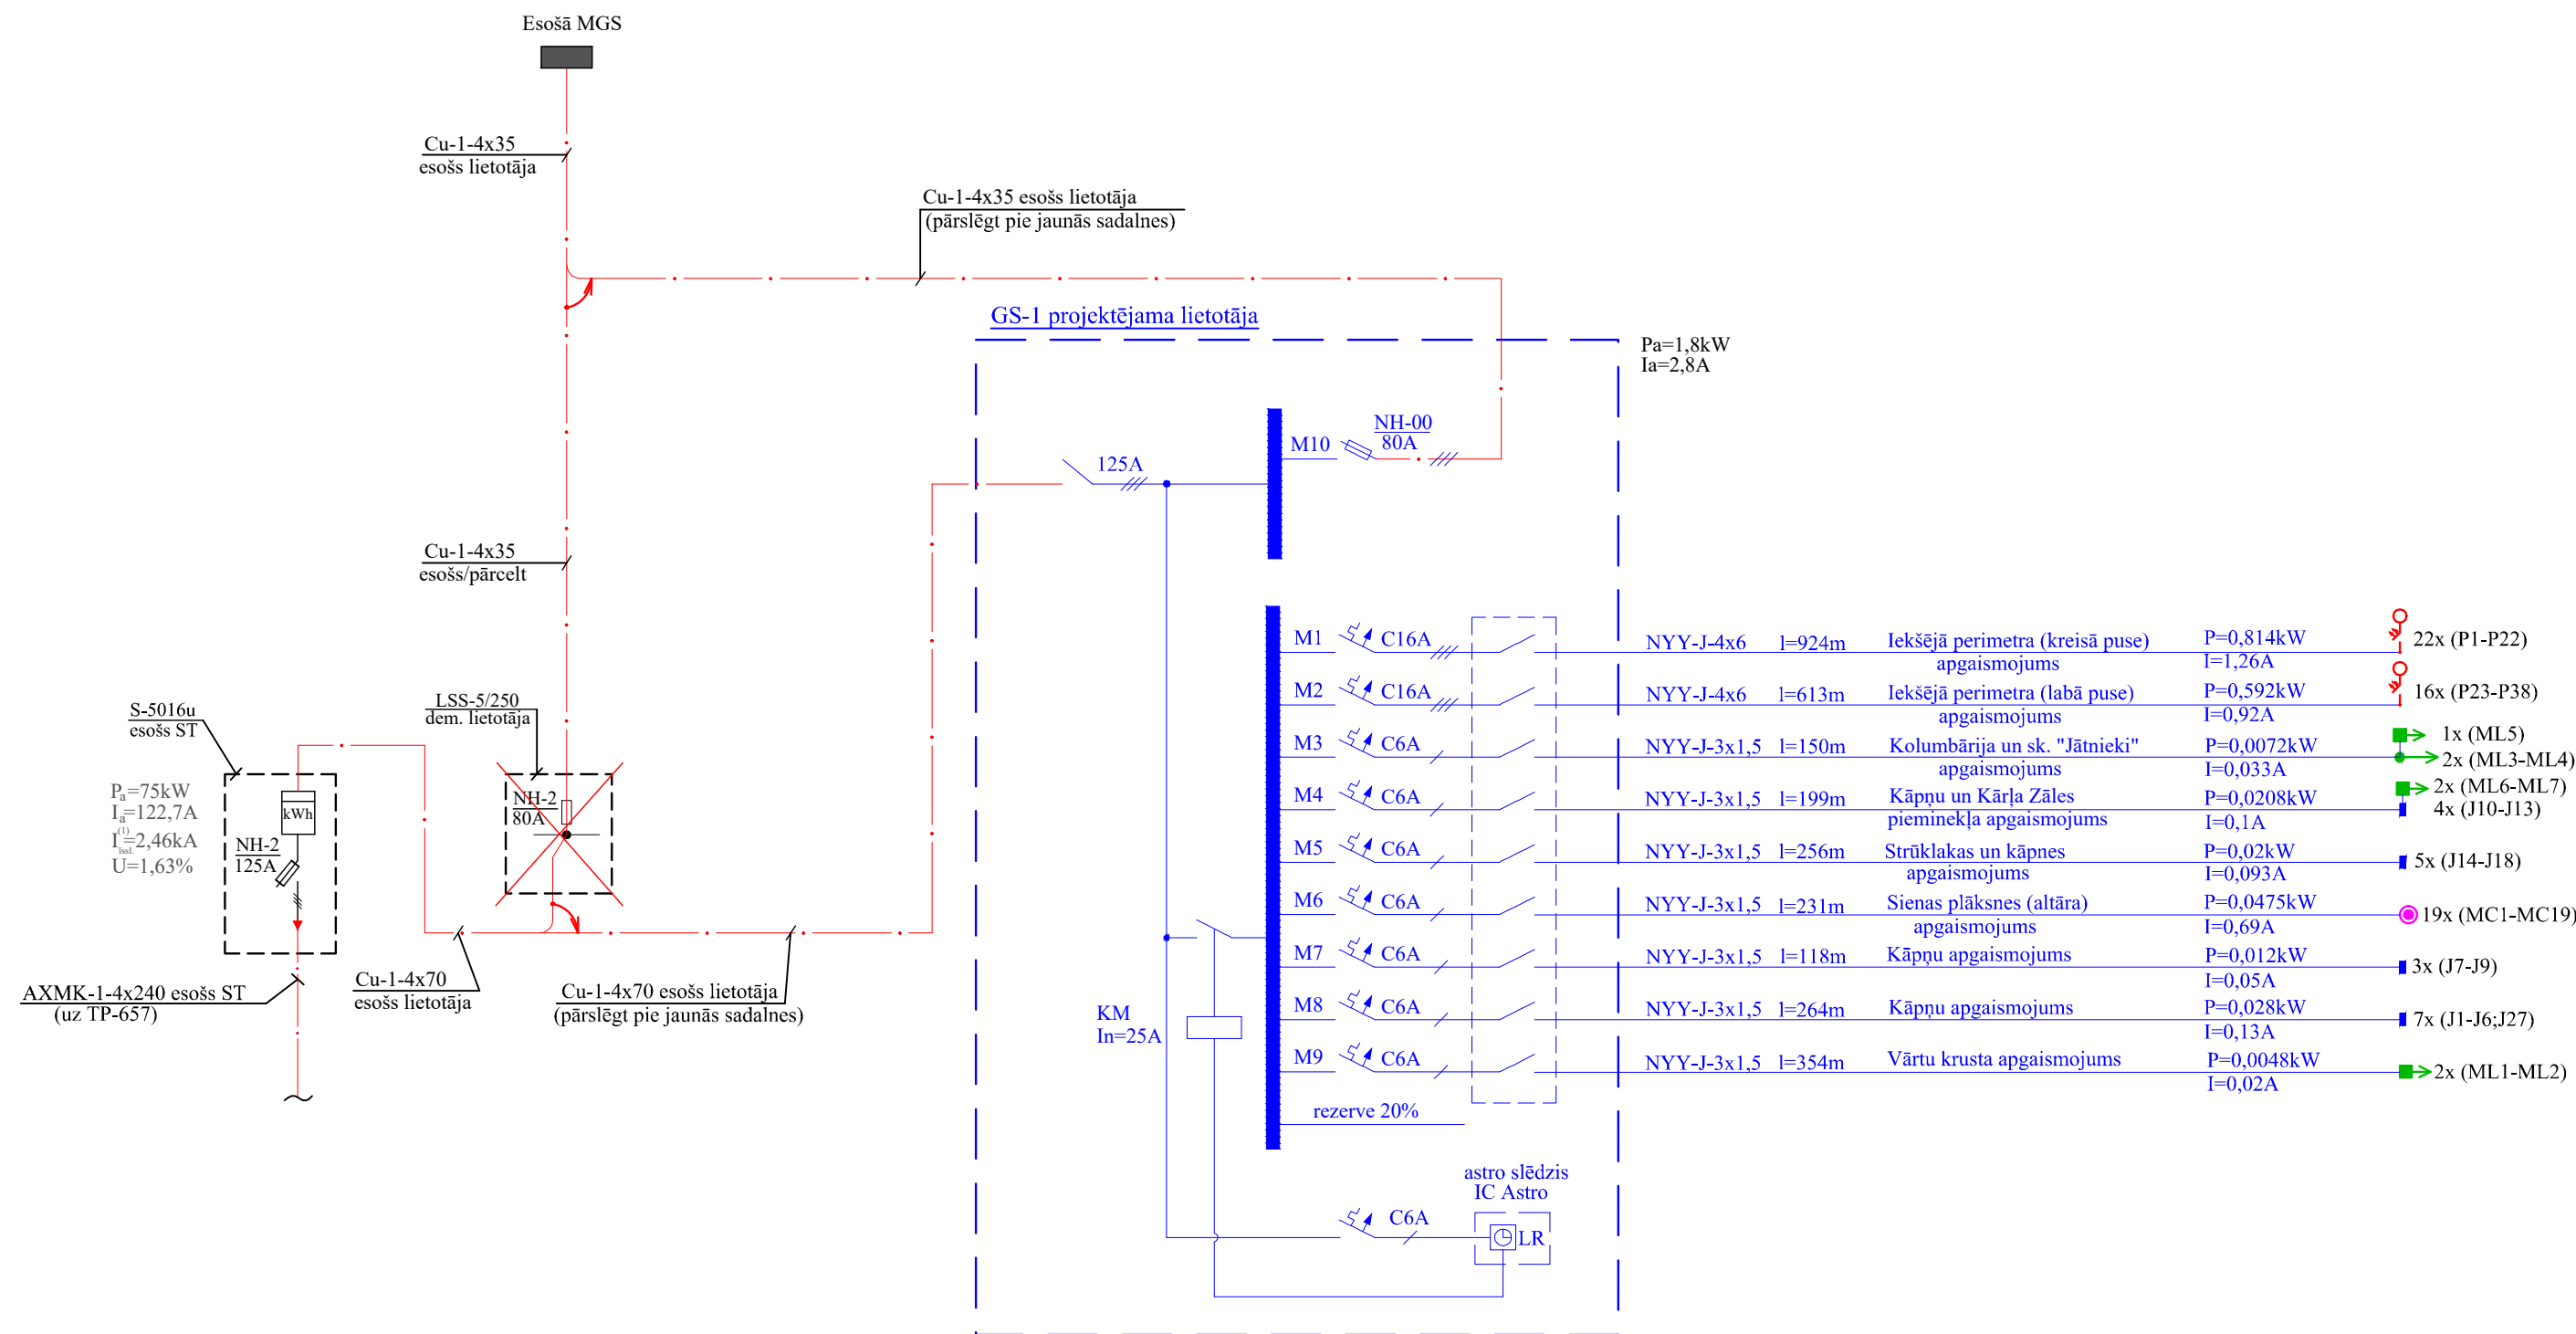 Esošā MGS
Cu-1-4x35
esošs lietotāja
Cu-1-4x35 esošs lietotāja
(pārslēgt pie jaunās sadalnes)
GS-1 projektējama lietotāja
Pa=1,8kW
Ia=2,8A
NH-00
80A
M10
125A
Cu-1-4x35
esošs/pārcelt
M1 C16A NYY-J-4x6 l=924m Iekšējā perimetra (kreisā puse) P=0,814kW 22x (P1-P22)
apgaismojums I=1,26A
M2 C16A NYY-J-4x6 l=613m Iekšējā perimetra (labā puse) P=0,592kW 16x (P23-P38)
apgaismojums I=0,92A
1x (ML5)
M3 C6A NYY-J-3x1,5 l=150m Kolumbārija un sk. "Jātnieki" P=0,0072kW 2x (ML3-ML4)
apgaismojums I=0,033A
2x (ML6-ML7)
M4 C6A NYY-J-3x1,5 l=199m Kāpņu un Kārļa Zāles P=0,0208kW 4x (J10-J13)
pieminekļa apgaismojums I=0,1A
M5 C6A NYY-J-3x1,5 l=256m Strūklakas un kāpnes P=0,02kW 5x (J14-J18)
apgaismojums I=0,093A
M6 C6A NYY-J-3x1,5 l=231m Sienas plāksnes (altāra) P=0,0475kW 19x (MC1-MC19)
apgaismojums I=0,69A
M7 C6A NYY-J-3x1,5 l=118m Kāpņu apgaismojums P=0,012kW 3x (J7-J9)
I=0,05A
M8 C6A NYY-J-3x1,5 l=264m Kāpņu apgaismojums P=0,028kW 7x (J1-J6;J27)
I=0,13A
M9 C6A NYY-J-3x1,5 l=354m Vārtu krusta apgaismojums P=0,0048kW 2x (ML1-ML2)
I=0,02A
rezerve 20%
KM
In=25A
astro slēdzis
IC Astro
C6A
LR
S-5016u
esošs ST
LSS-5/250
dem. lietotāja
Pa=75kW
Ia=122,7A
I(1)īssl.=2,46kA
U=1,63%
kWh
NH-2
125A
NH-2
80A
AXMK-1-4x240 esošs ST
(uz TP-657)
Cu-1-4x70
esošs lietotāja
Cu-1-4x70 esošs lietotāja
(pārslēgt pie jaunās sadalnes)